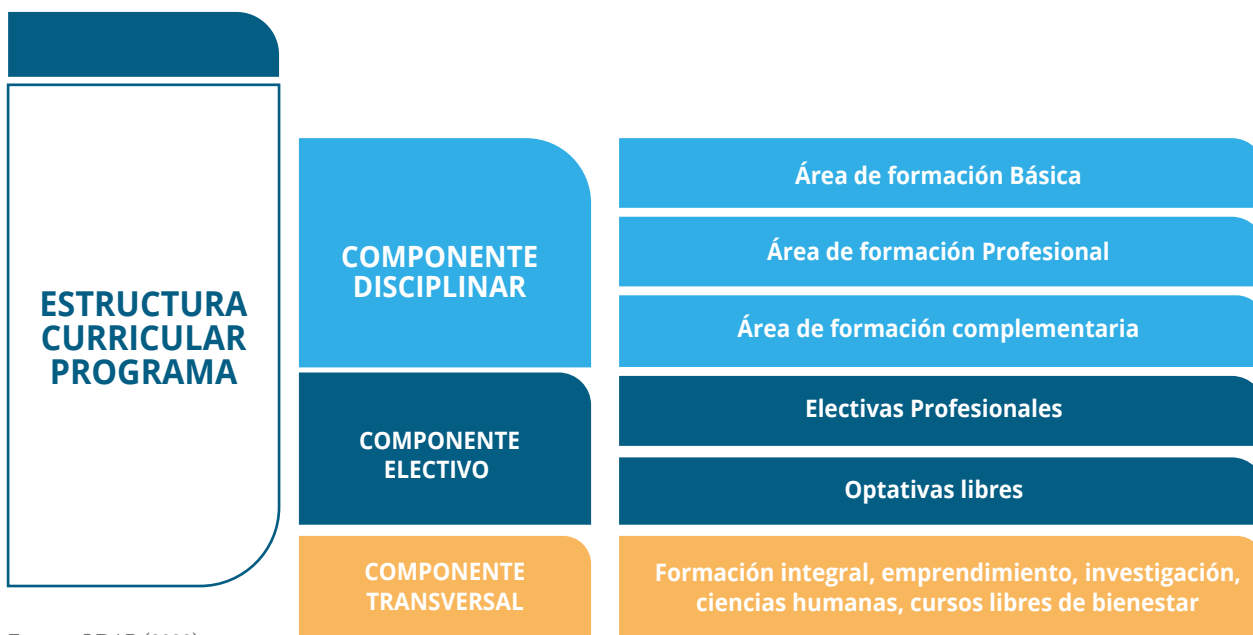 ESTRUCTURA
CURRICULAR
PROGRAMA
COMPONENTE
DISCIPLINAR
Área de formación Básica
Área de formación Profesional
Área de formación complementaria
COMPONENTE
ELECTIVO
Electivas Profesionales
Optativas libres
COMPONENTE
TRANSVERSAL
Formación integral, emprendimiento, investigación,
ciencias humanas, cursos libres de bienestar